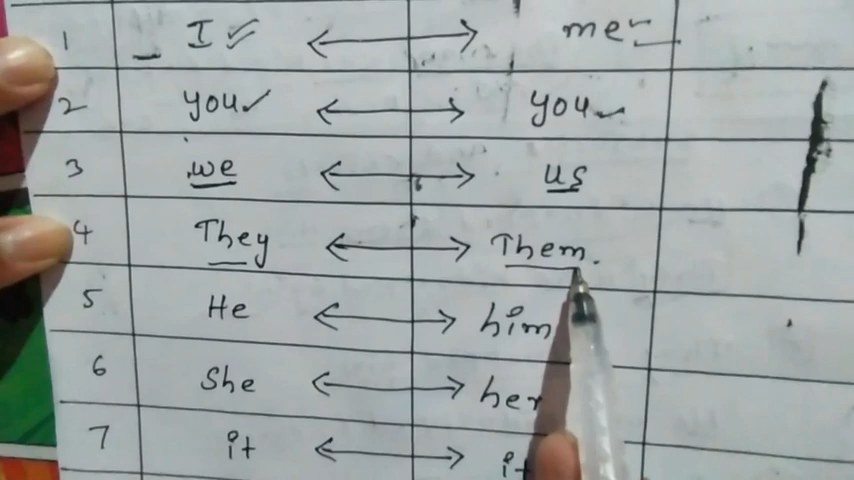 1 I ↔ me
2 you ↔ you
3 we ↔ us
4 They ↔ Them.
5 He ↔ him
6 She ↔ her
7 it ↔ it